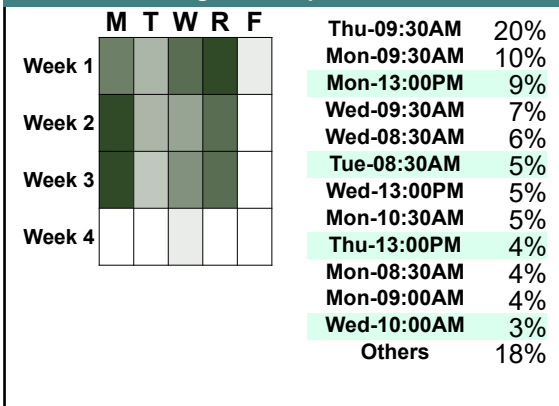 M T W R F
Week 1
Week 2
Week 3
Week 4
Thu-09:30AM 20%
Mon-09:30AM 10%
Mon-13:00PM 9%
Wed-09:30AM 7%
Wed-08:30AM 6%
Tue-08:30AM 5%
Wed-13:00PM 5%
Mon-10:30AM 5%
Thu-13:00PM 4%
Mon-08:30AM 4%
Mon-09:00AM 4%
Wed-10:00AM 3%
Others 18%